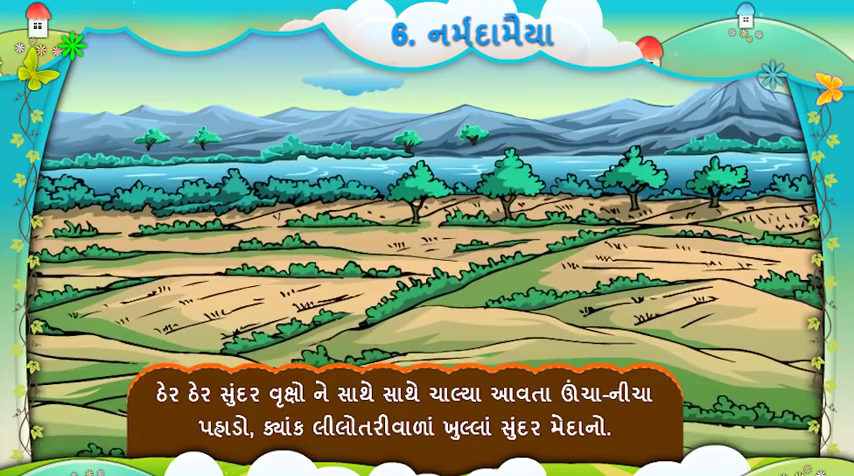 6. નર્મદામૈયા
ઠેર ઠેર સુંદર વૃક્ષો ને સાથે સાથે ચાલ્યા આવતા ઊંચા-નીચા
પહાડો, ક્યાંક લીલોતરીવાળાં ખુલ્લાં સુંદર મેદાનો.